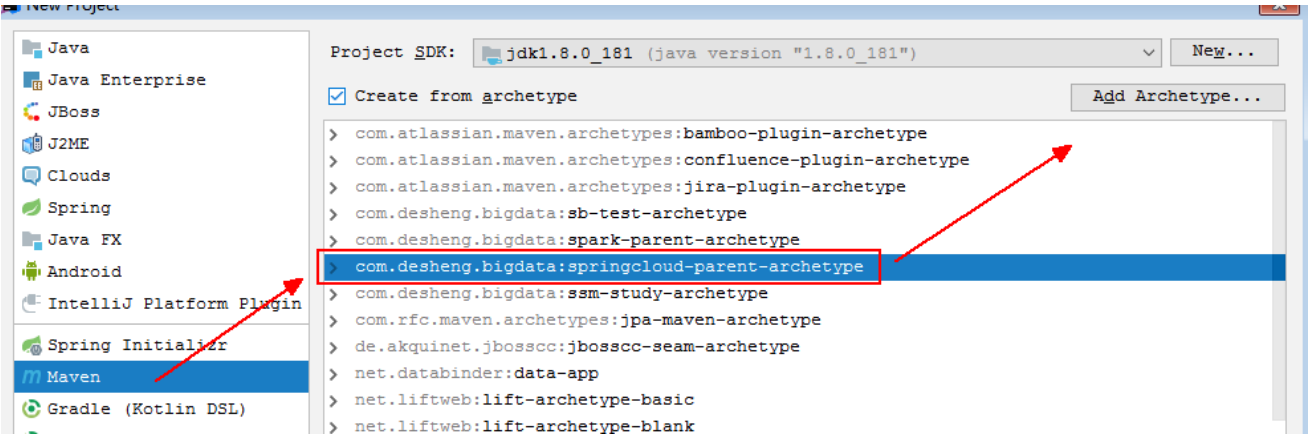 New Project
Java
Java Enterprise
JBoss
J2ME
Clouds
Spring
Java FX
Android
IntelliJ Platform Plugin
Spring Initializr
Maven
Gradle (Kotlin DSL)
Project SDK: jdk1.8.0_181 (java version "1.8.0_181") New...
Create from archetype Add Archetype...
com.atlassian.maven.archetypes:bamboo-plugin-archetype
com.atlassian.maven.archetypes:confluence-plugin-archetype
com.atlassian.maven.archetypes:jira-plugin-archetype
com.desheng.bigdata:sb-test-archetype
com.desheng.bigdata:spark-parent-archetype
com.desheng.bigdata:springcloud-parent-archetype
com.desheng.bigdata:ssm-study-archetype
com.rfc.maven.archetypes:jpa-maven-archetype
de.akquinet.jbosscc:jbosscc-seam-archetype
net.databinder:data-app
net.liftweb:lift-archetype-basic
net.liftweb:lift-archetype-blank